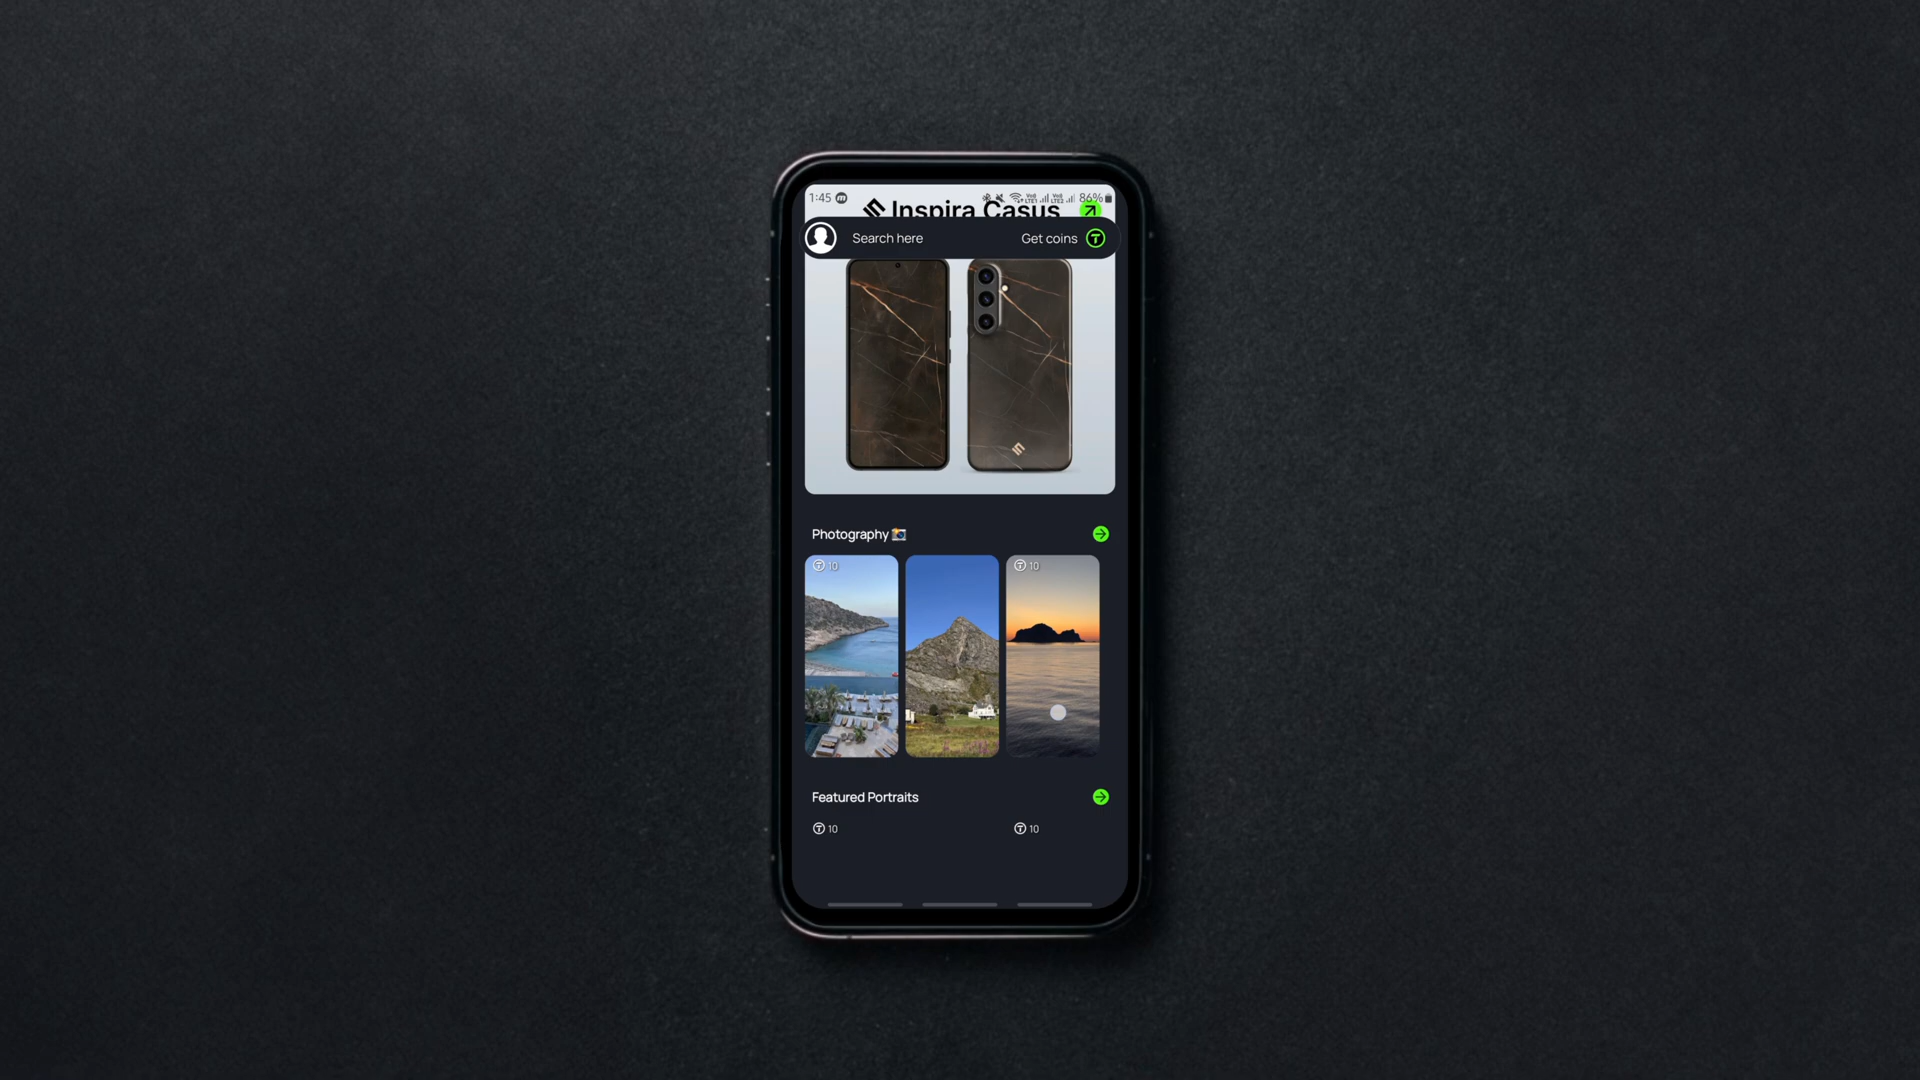 1:45
86%
Inspira Casus
Search here
Get coins
Photography
10
10
Featured Portraits
10
10